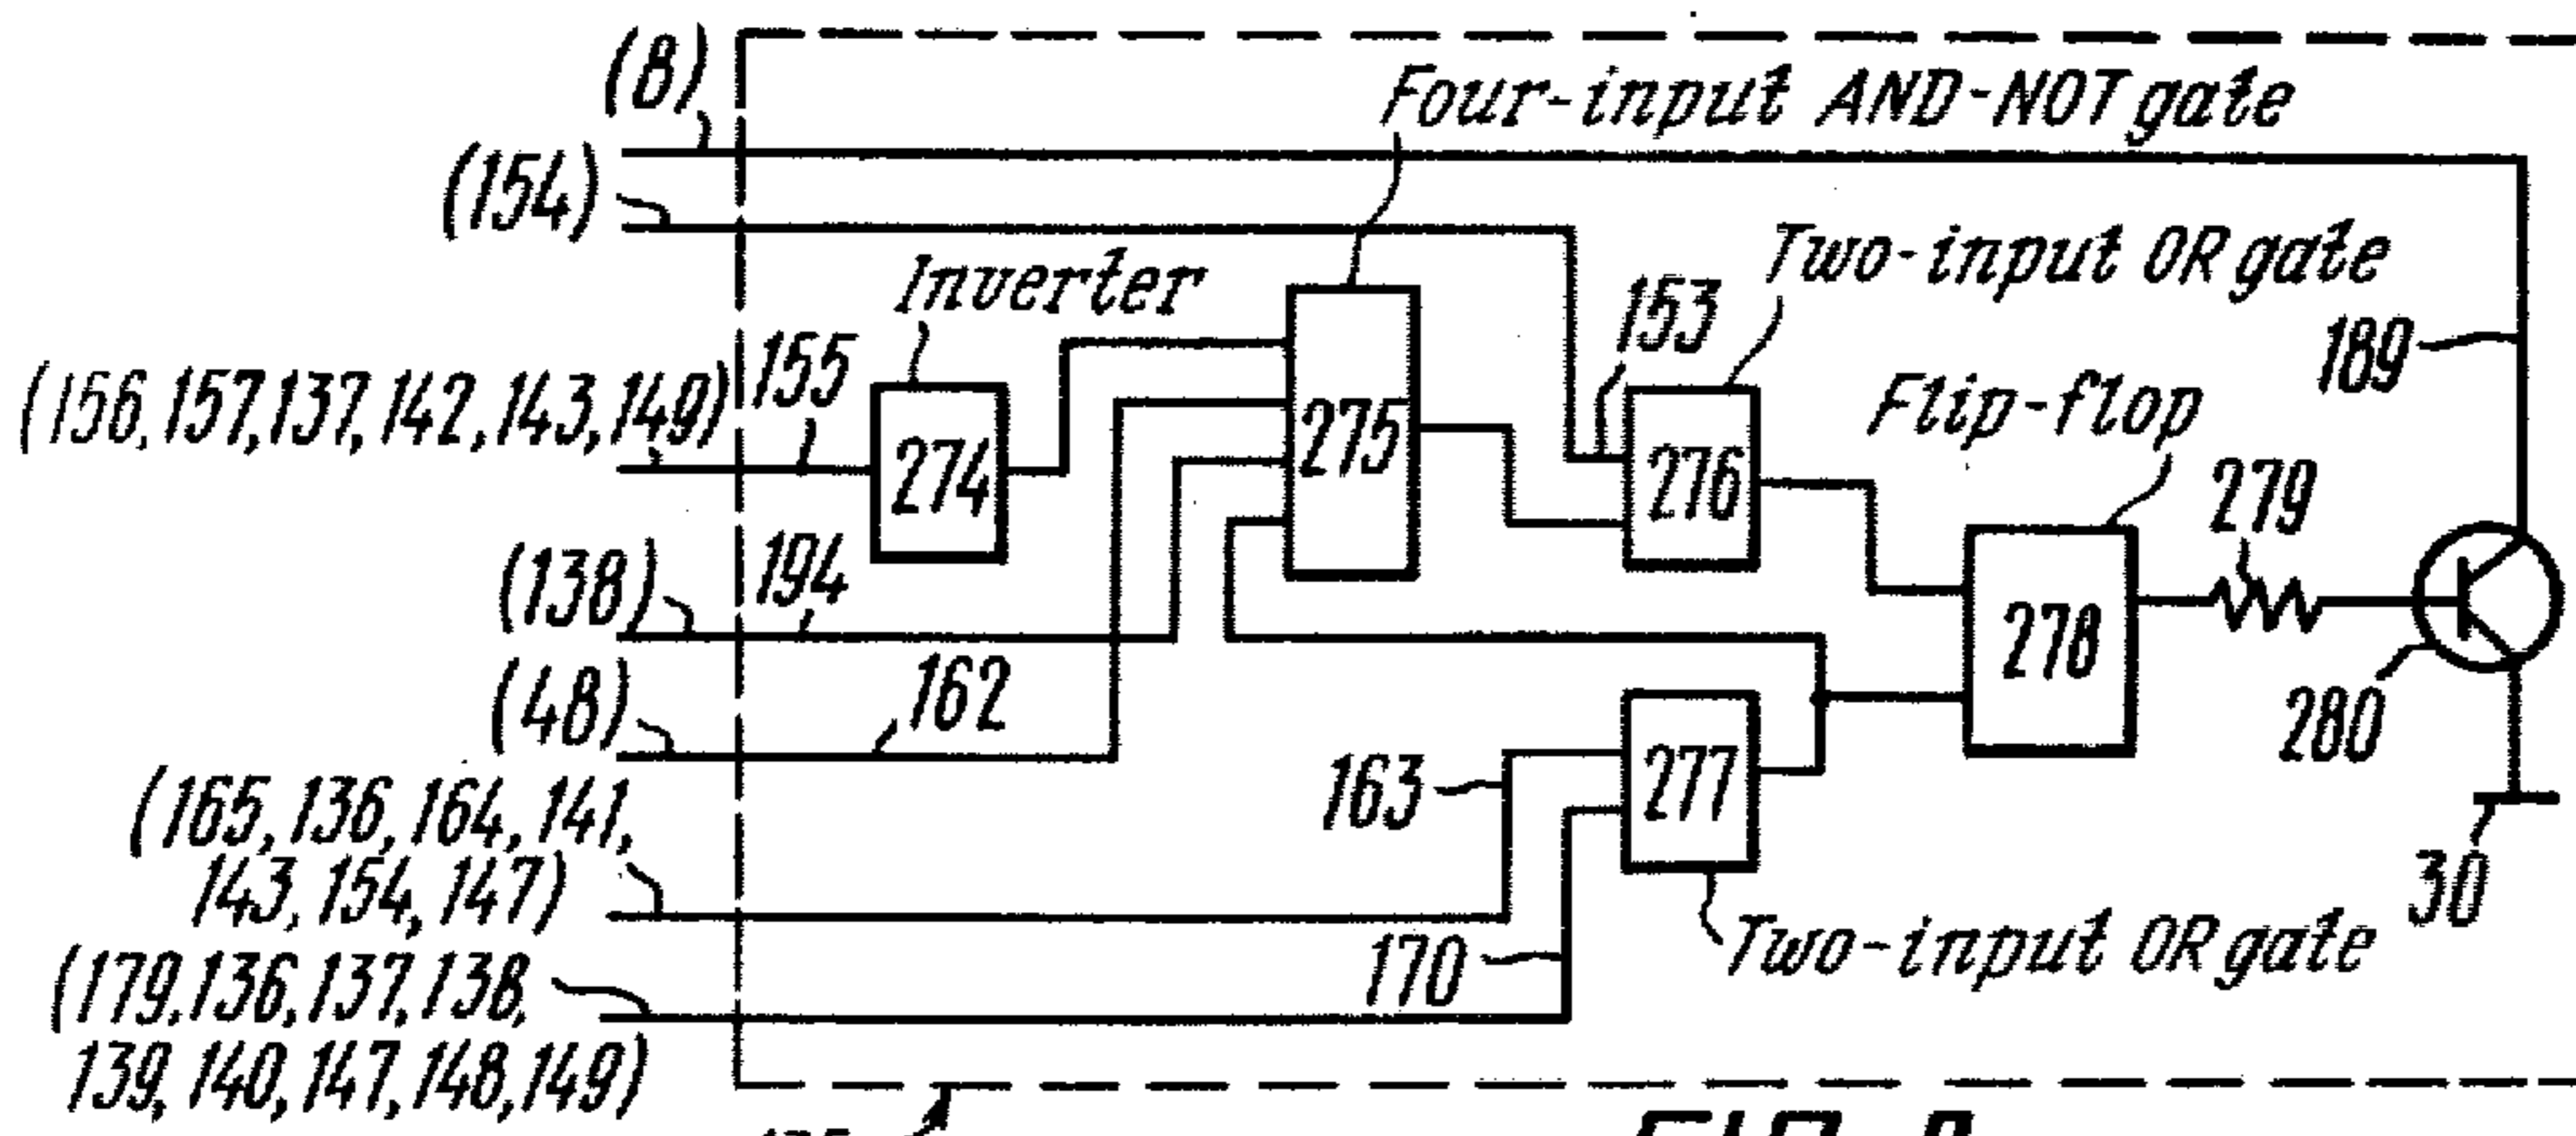 (8)
Four-input AND-NOT gate
(154)
Two-input OR gate
Inverter
153
155
189
(156, 157, 137, 142, 143, 149)
Flip-flop
274
275
276
279
(138)
194
278
(48)
162
280
(165, 136, 164, 141,
143, 154, 147)
163
277
30
170
Two-input OR gate
(179, 136, 137, 138,
139, 140, 147, 148, 149)